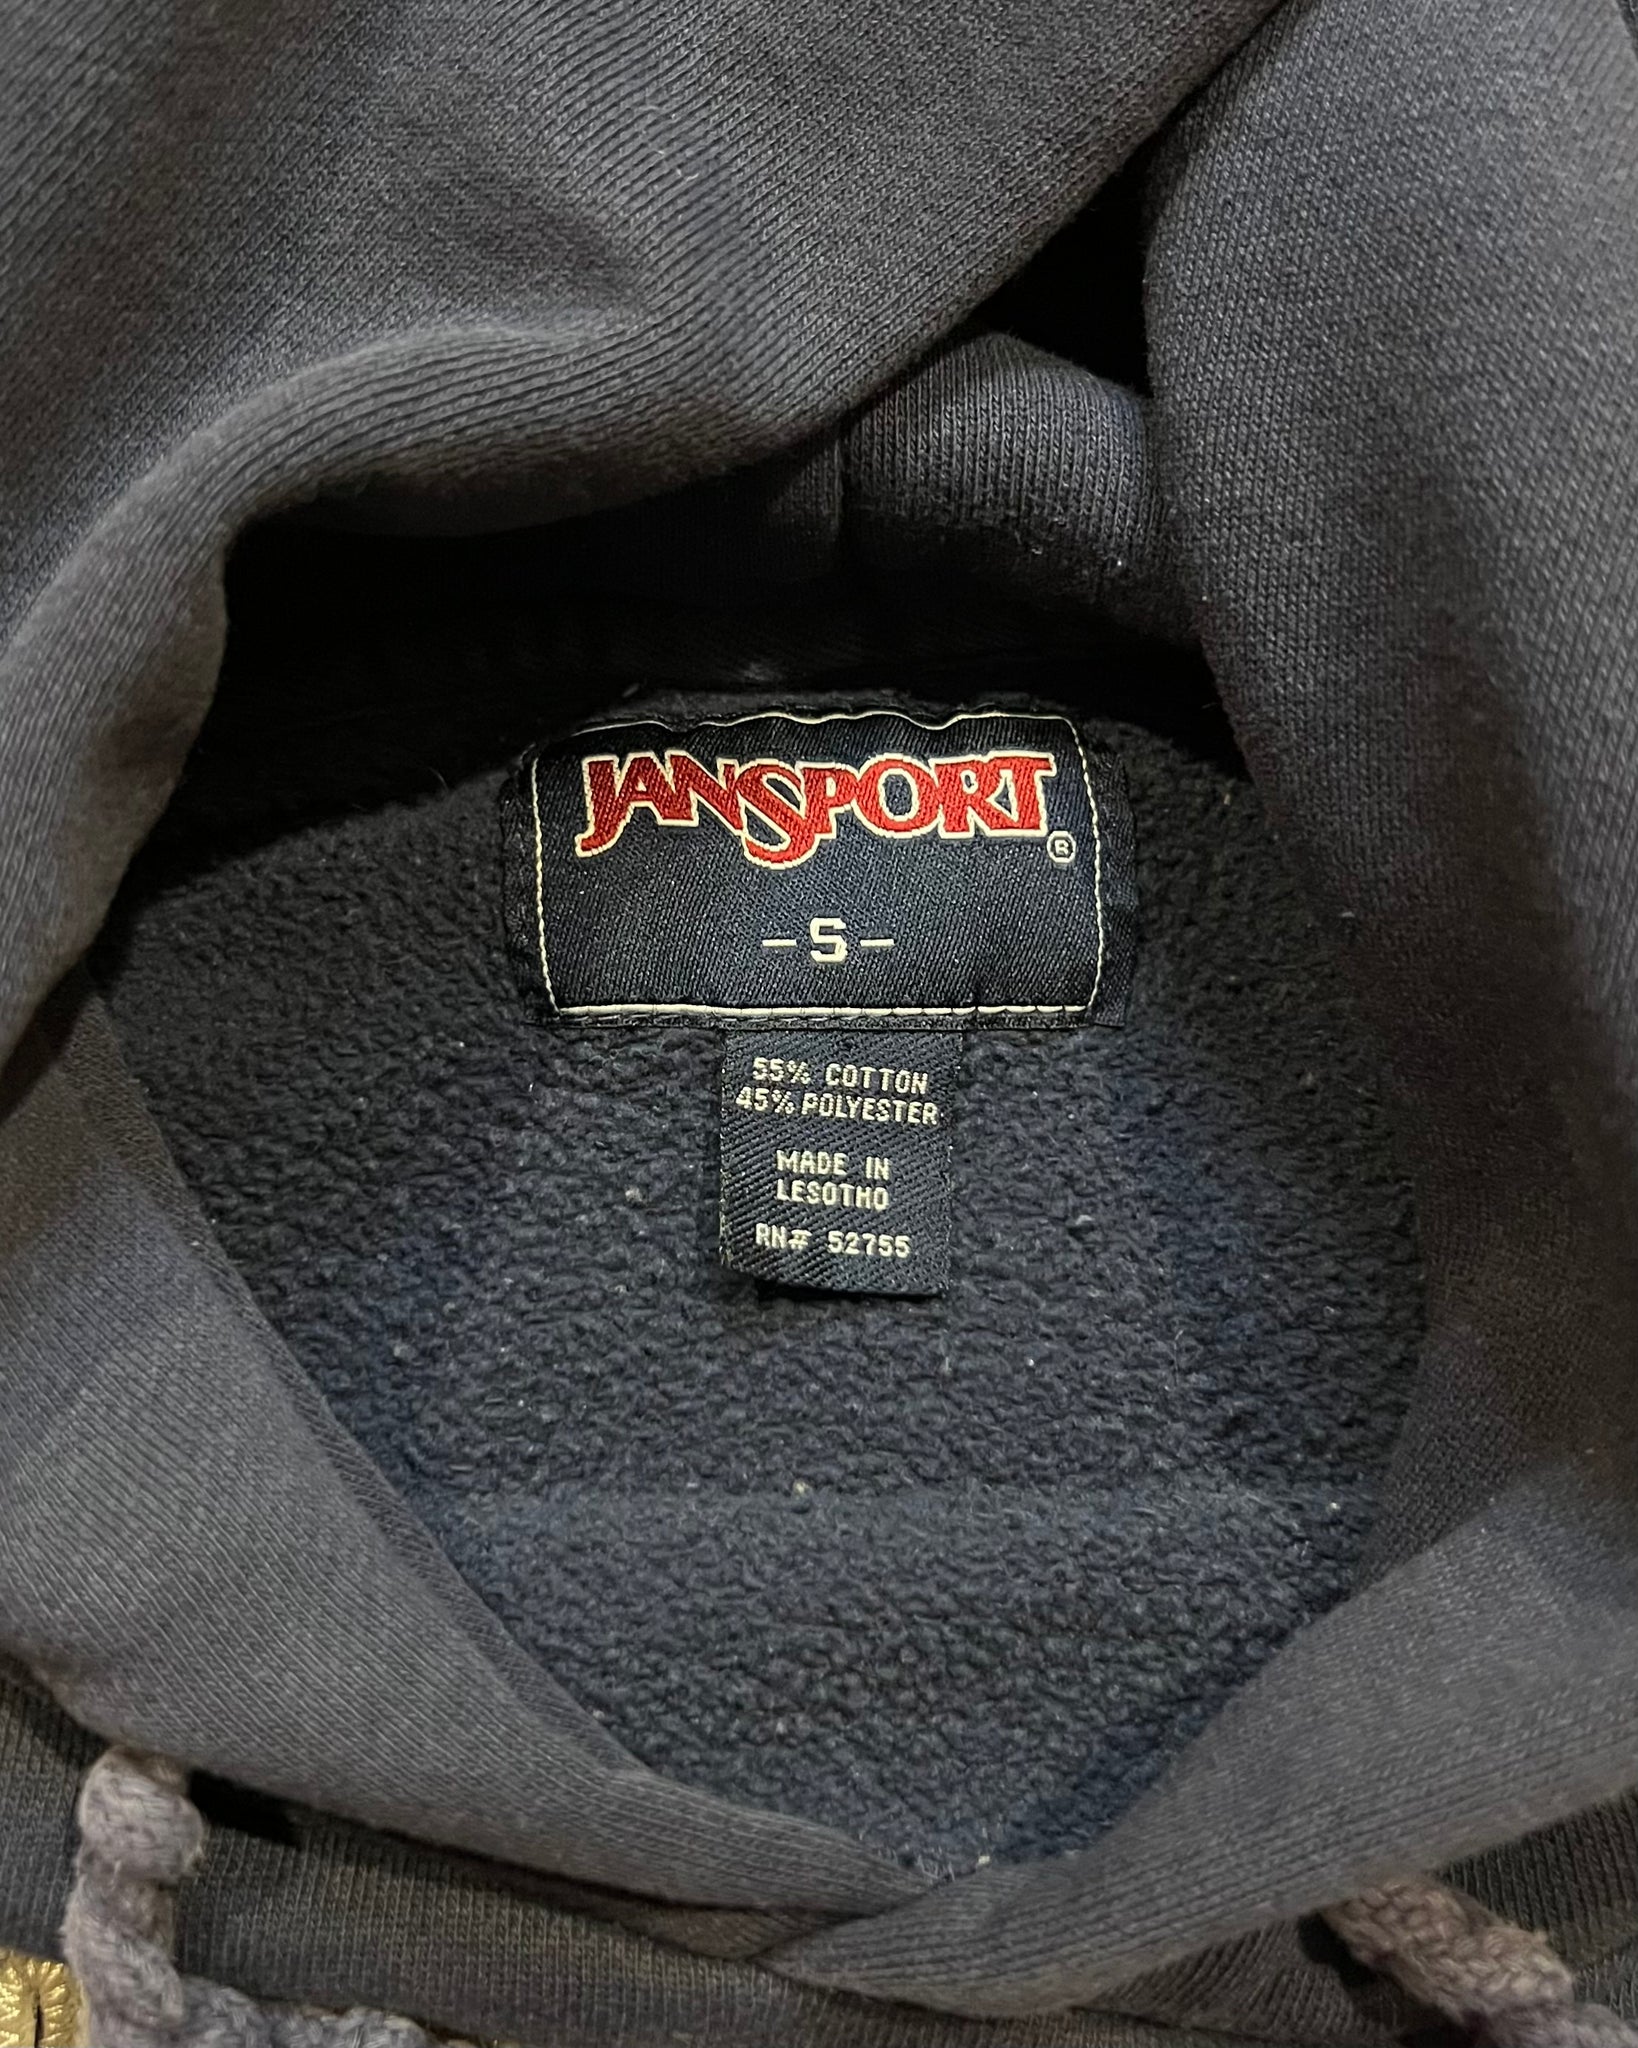 JANSPORT ®
- S -
55% COTTON
45% POLYESTER
MADE IN
LESOTHO
RN# 52755